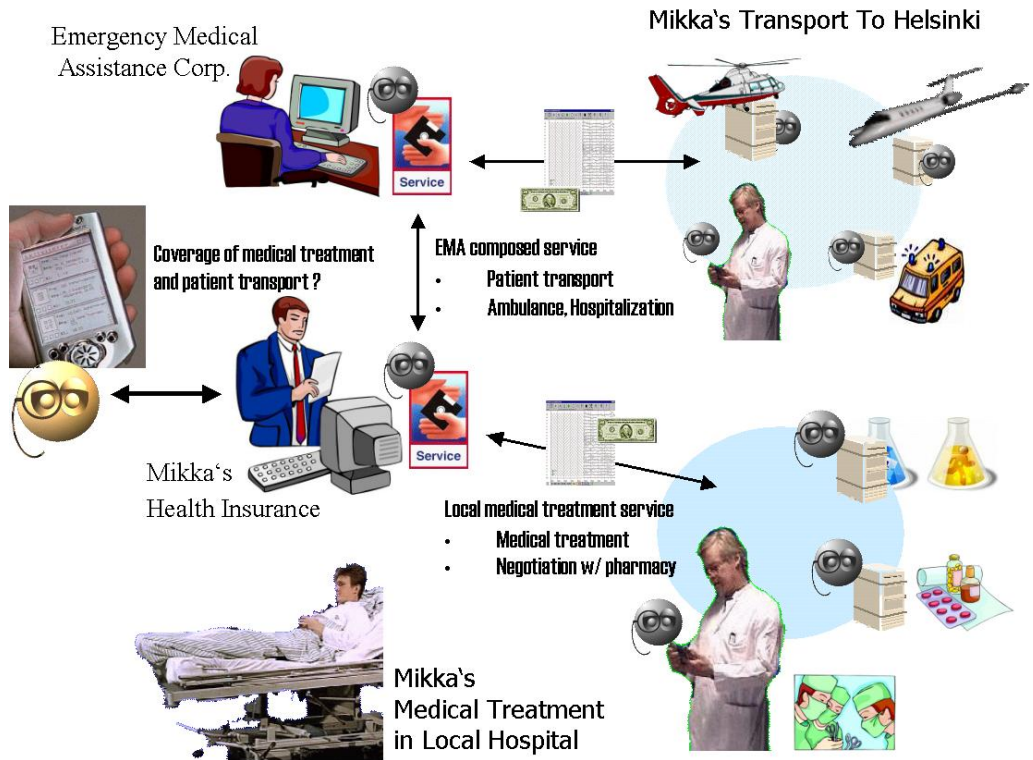 Emergency Medical
Assistance Corp.
Mikka's Transport To Helsinki
Service
Coverage of medical treatment
and patient transport ?
EMA composed service
• Patient transport
• Ambulance, Hospitalization
Service
Mikka's
Health Insurance
Local medical treatment service
• Medical treatment
• Negotiation w/ pharmacy
Mikka's
Medical Treatment
in Local Hospital